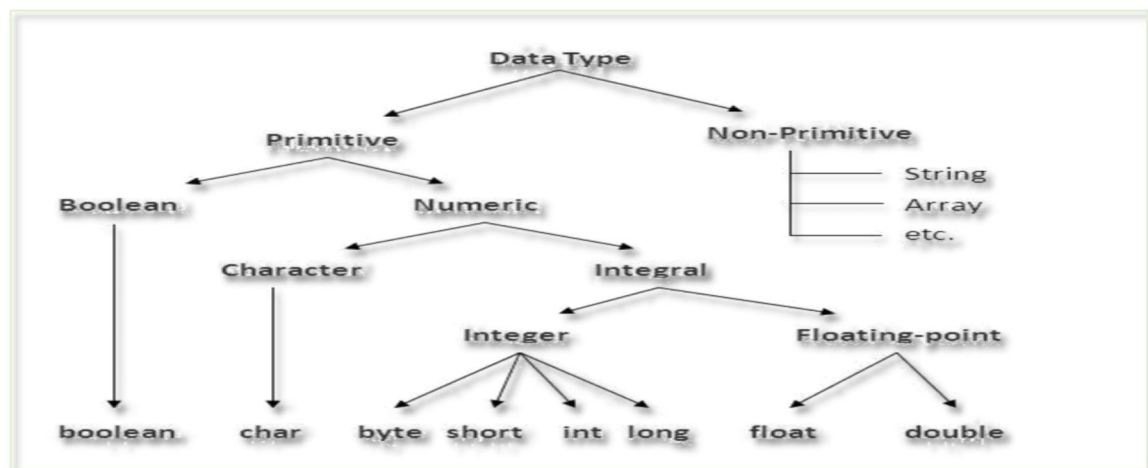 Data Type
Primitive
Non-Primitive
String
Boolean
Numeric
Array
etc.
Character
Integral
Integer
Floating-point
boolean
char
byte
short
int
long
float
double